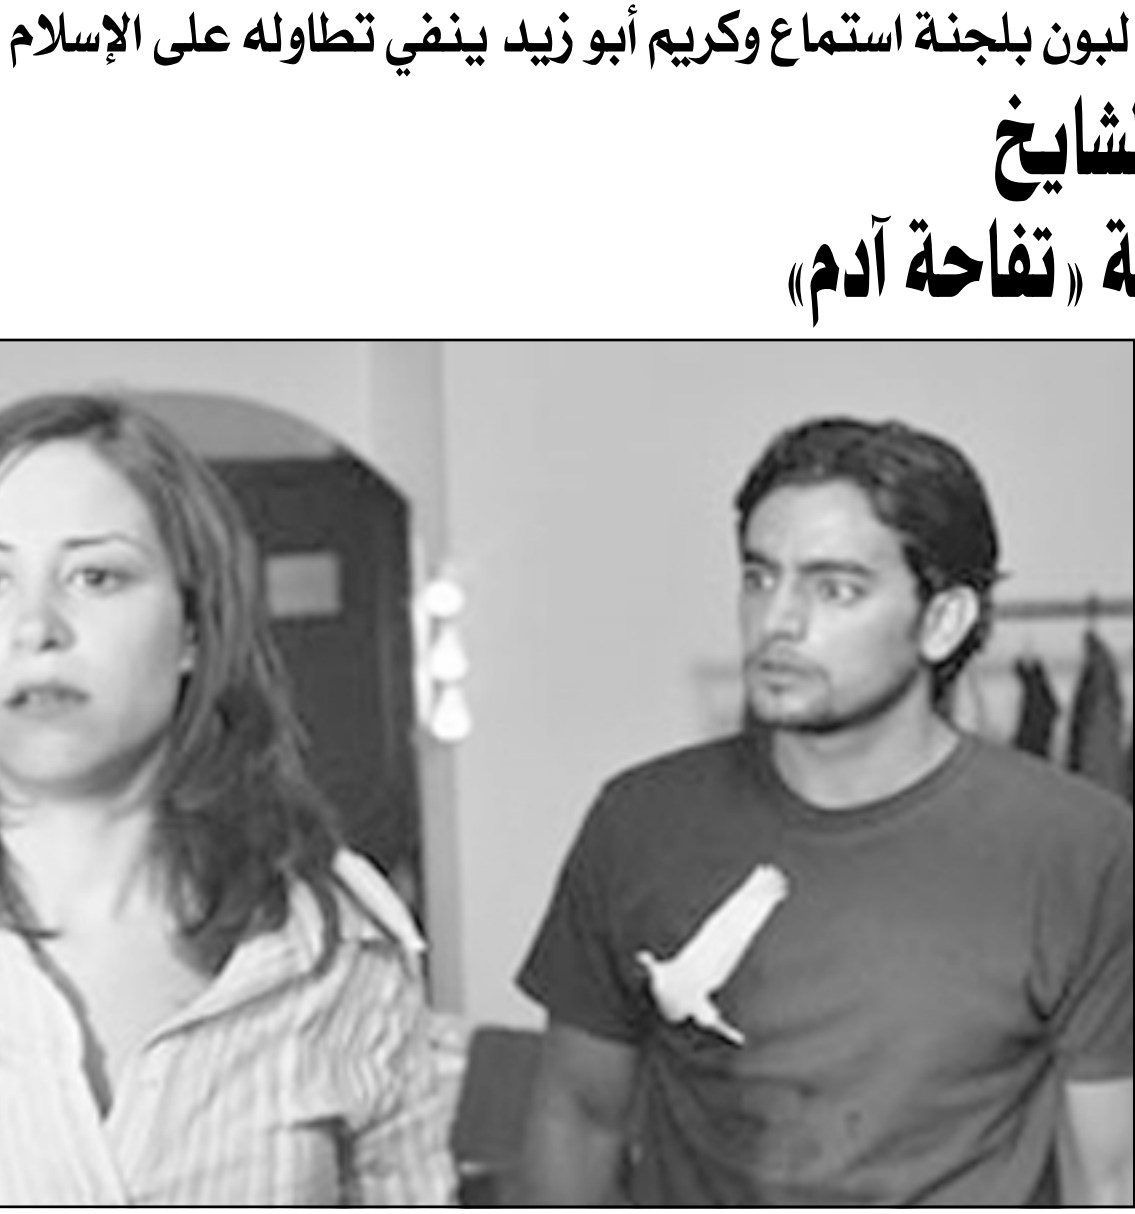 لبون بلجنة استماع وكريم أبو زيد ينفي تطاوله على الإسلام
شايخ
ة «تفاحة آدم»